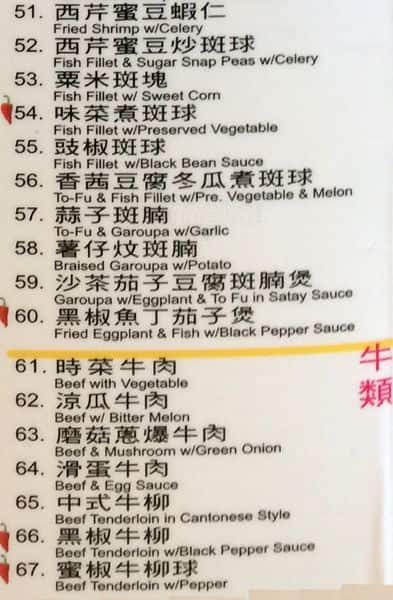 51. 西芹蜜豆蝦仁
Fried Shrimp w/Celery
52. 西芹蜜豆炒斑球
Fish Fillet & Sugar Snap Peas w/Celery
53. 粟米斑塊
Fish Fillet w/ Sweet Corn
54. 味菜煮斑球
Fish Fillet w/Preserved Vegetable
55. 豉椒斑球
Fish Fillet w/Black Bean Sauce
56. 香茜豆腐冬瓜煮斑球
To-Fu & Fish Fillet w/Pre. Vegetable & Melon
57. 蒜子斑腩
To-Fu & Garoupa w/Garlic
58. 薯仔炆斑腩
Braised Garoupa w/Potato
59. 沙茶茄子豆腐斑腩煲
Garoupa w/Eggplant & To Fu in Satay Sauce
60. 黑椒魚丁茄子煲
Fried Eggplant & Fish w/Black Pepper Sauce
牛類
61. 時菜牛肉
Beef with Vegetable
62. 涼瓜牛肉
Beef w/ Bitter Melon
63. 磨菇蔥爆牛肉
Beef & Mushroom w/Green Onion
64. 滑蛋牛肉
Beef & Egg Sauce
65. 中式牛柳
Beef Tenderloin in Cantonese Style
66. 黑椒牛柳
Beef Tenderloin w/Black Pepper Sauce
67. 蜜椒牛柳球
Beef Tenderloin w/Pepper